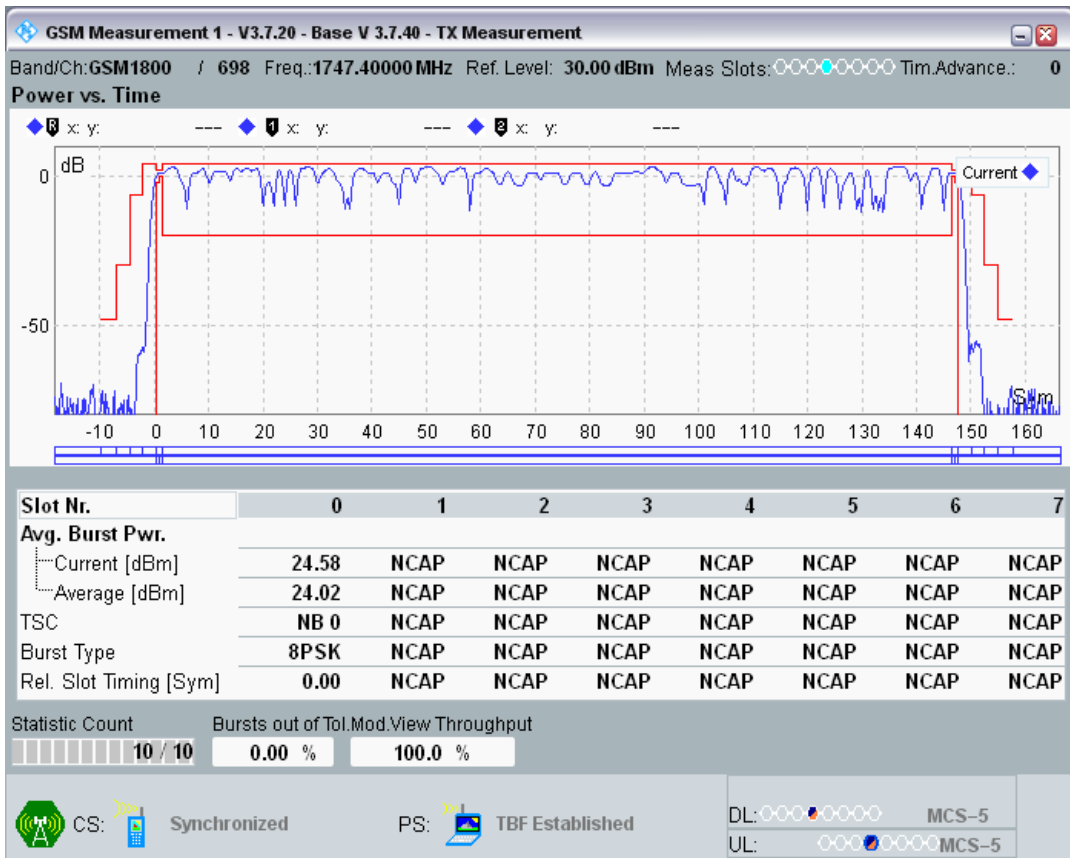 GSM Measurement 1 - V3.7.20 - Base V 3.7.40 - TX Measurement
Band/Ch:GSM1800 / 698 Freq.:1747.40000 MHz Ref. Level: 30.00 dBm Meas Slots: Tim.Advance.: 0
Power vs. Time
R x: y: --- 1 x: y: --- 2 x: y: ---
dB
Current
0
-50
Sym
-10 0 10 20 30 40 50 60 70 80 90 100 110 120 130 140 150 160
Slot Nr. 0 1 2 3 4 5 6 7
Avg. Burst Pwr.
Current [dBm] 24.58 NCAP NCAP NCAP NCAP NCAP NCAP NCAP
Average [dBm] 24.02 NCAP NCAP NCAP NCAP NCAP NCAP NCAP
TSC NB 0 NCAP NCAP NCAP NCAP NCAP NCAP NCAP
Burst Type 8PSK NCAP NCAP NCAP NCAP NCAP NCAP NCAP
Rel. Slot Timing [Sym] 0.00 NCAP NCAP NCAP NCAP NCAP NCAP NCAP
Statistic Count Bursts out of Tol.Mod.View Throughput
10 / 10 0.00 % 100.0 %
CS: Synchronized PS: TBF Established DL: MCS-5
UL: MCS-5